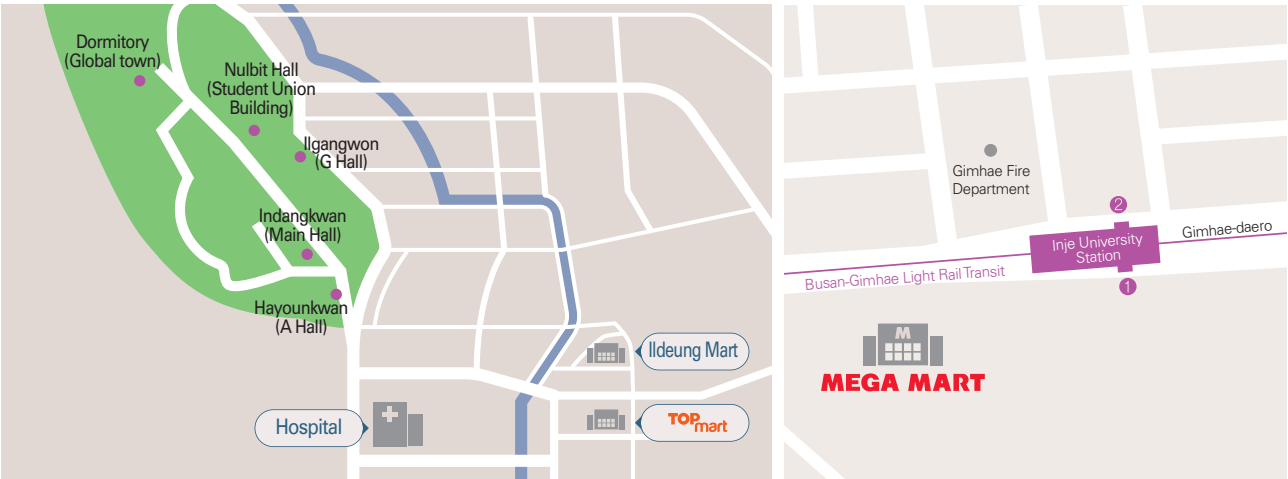 Dormitory
(Global town)
Nulbit Hall
(Student Union
Building)
Ilgangwon
(G Hall)
Indangkwan
(Main Hall)
Hayounkwan
(A Hall)
Ildeung Mart
Hospital
TOP
mart
Gimhae Fire
Department
2
Inje University
Station
Gimhae-daero
Busan-Gimhae Light Rail Transit
1
M
MEGA MART